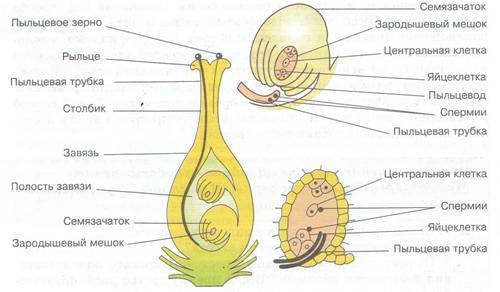 Пыльцевое зерно
Рыльце
Пыльцевая трубка
Столбик
Завязь
Полость завязи
Семязачаток
Зародышевый мешок
Семязачаток
Зародышевый мешок
Центральная клетка
Яйцеклетка
Пыльцевод
Спермии
Пыльцевая трубка
Центральная клетка
Спермии
Яйцеклетка
Пыльцевая трубка